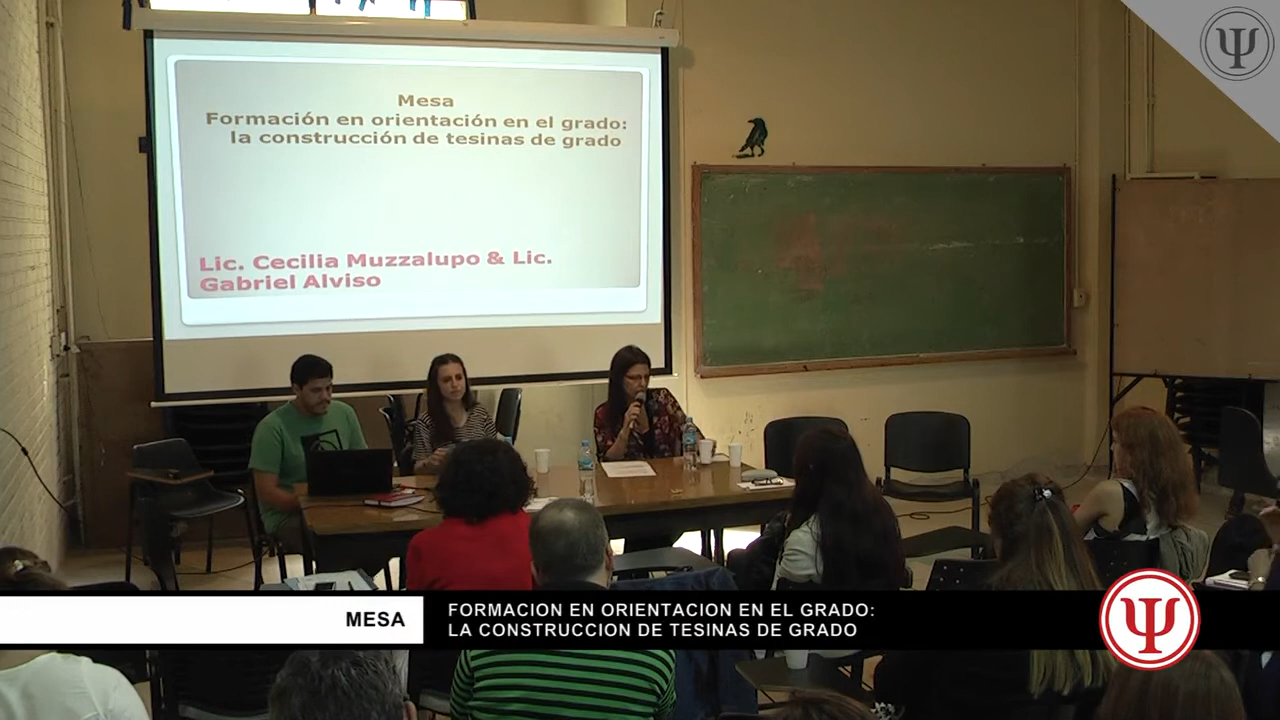 Mesa
Formación en orientación en el grado:
la construcción de tesinas de grado
Lic. Cecilia Muzzalupo & Lic.
Gabriel Alviso
MESA
FORMACION EN ORIENTACION EN EL GRADO:
LA CONSTRUCCION DE TESINAS DE GRADO